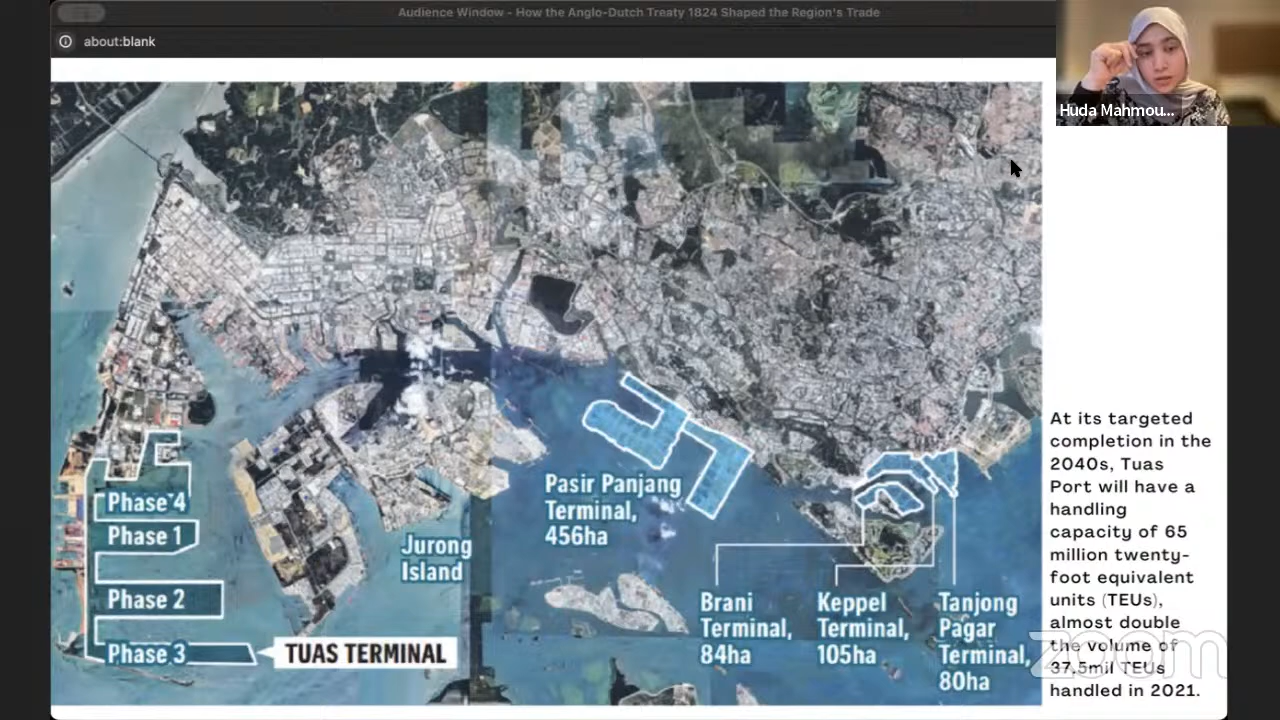 Audience Window - How the Anglo-Dutch Treaty 1824 Shaped the Region's Trade
about:blank
Huda Mahmou...
Phase 4
Phase 1
Phase 2
Phase 3
TUAS TERMINAL
Jurong
Island
Pasir Panjang
Terminal,
456ha
Brani
Terminal,
84ha
Keppel
Terminal,
105ha
Tanjong
Pagar
Terminal,
80ha
At its targeted
completion in the
2040s, Tuas
Port will have a
handling
capacity of 65
million twenty-
foot equivalent
units (TEUs),
almost double
the volume of
37.5mil TEUs
handled in 2021.
zoom